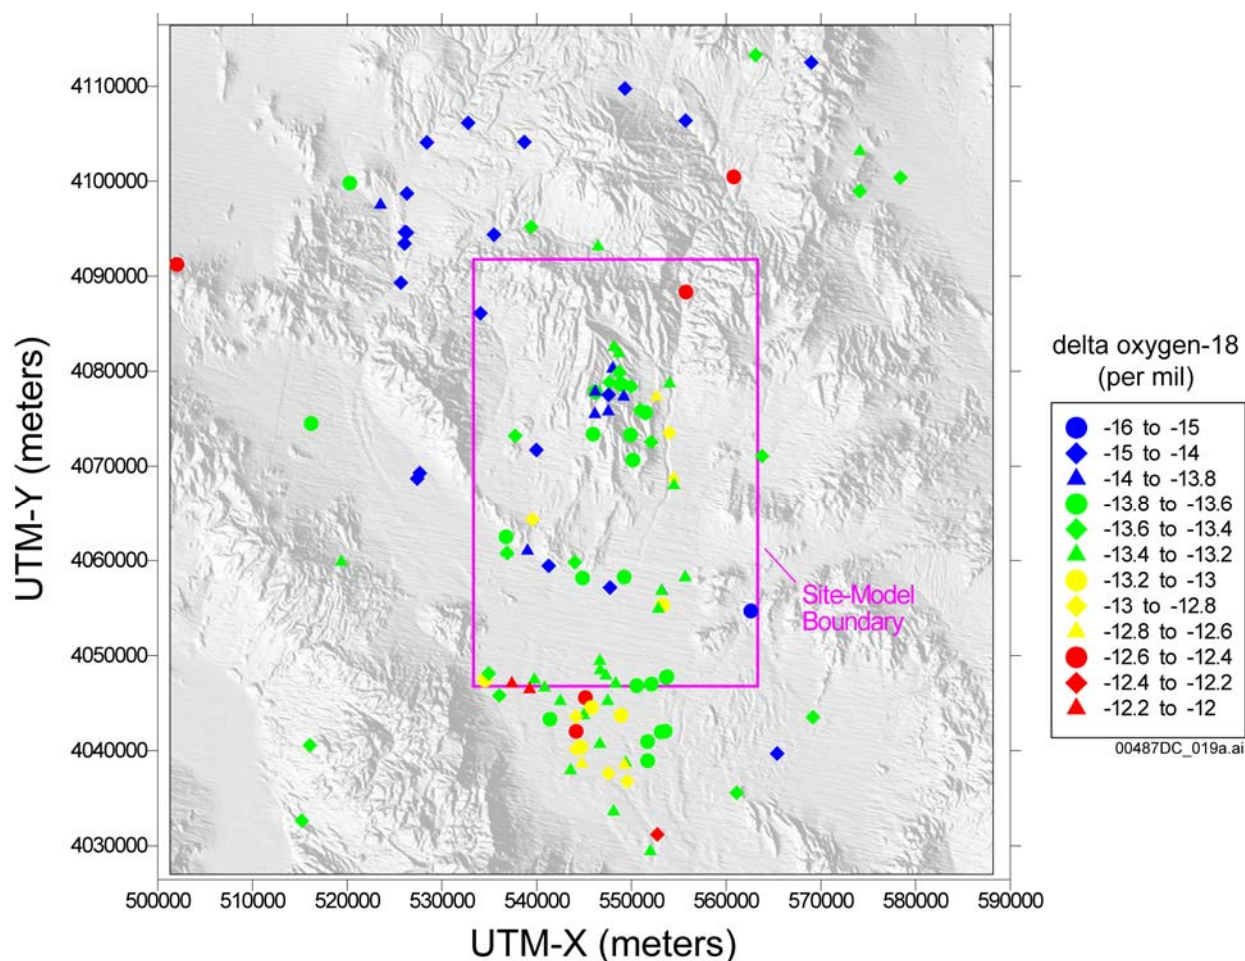 4110000
4100000
4090000
4080000
4070000
4060000
4050000
4040000
4030000
UTM-Y (meters)
500000 510000 520000 530000 540000 550000 560000 570000 580000 590000
UTM-X (meters)
Site-Model
Boundary
delta oxygen-18
(per mil)
-16 to -15
-15 to -14
-14 to -13.8
-13.8 to -13.6
-13.6 to -13.4
-13.4 to -13.2
-13.2 to -13
-13 to -12.8
-12.8 to -12.6
-12.6 to -12.4
-12.4 to -12.2
-12.2 to -12
00487DC_019a.ai